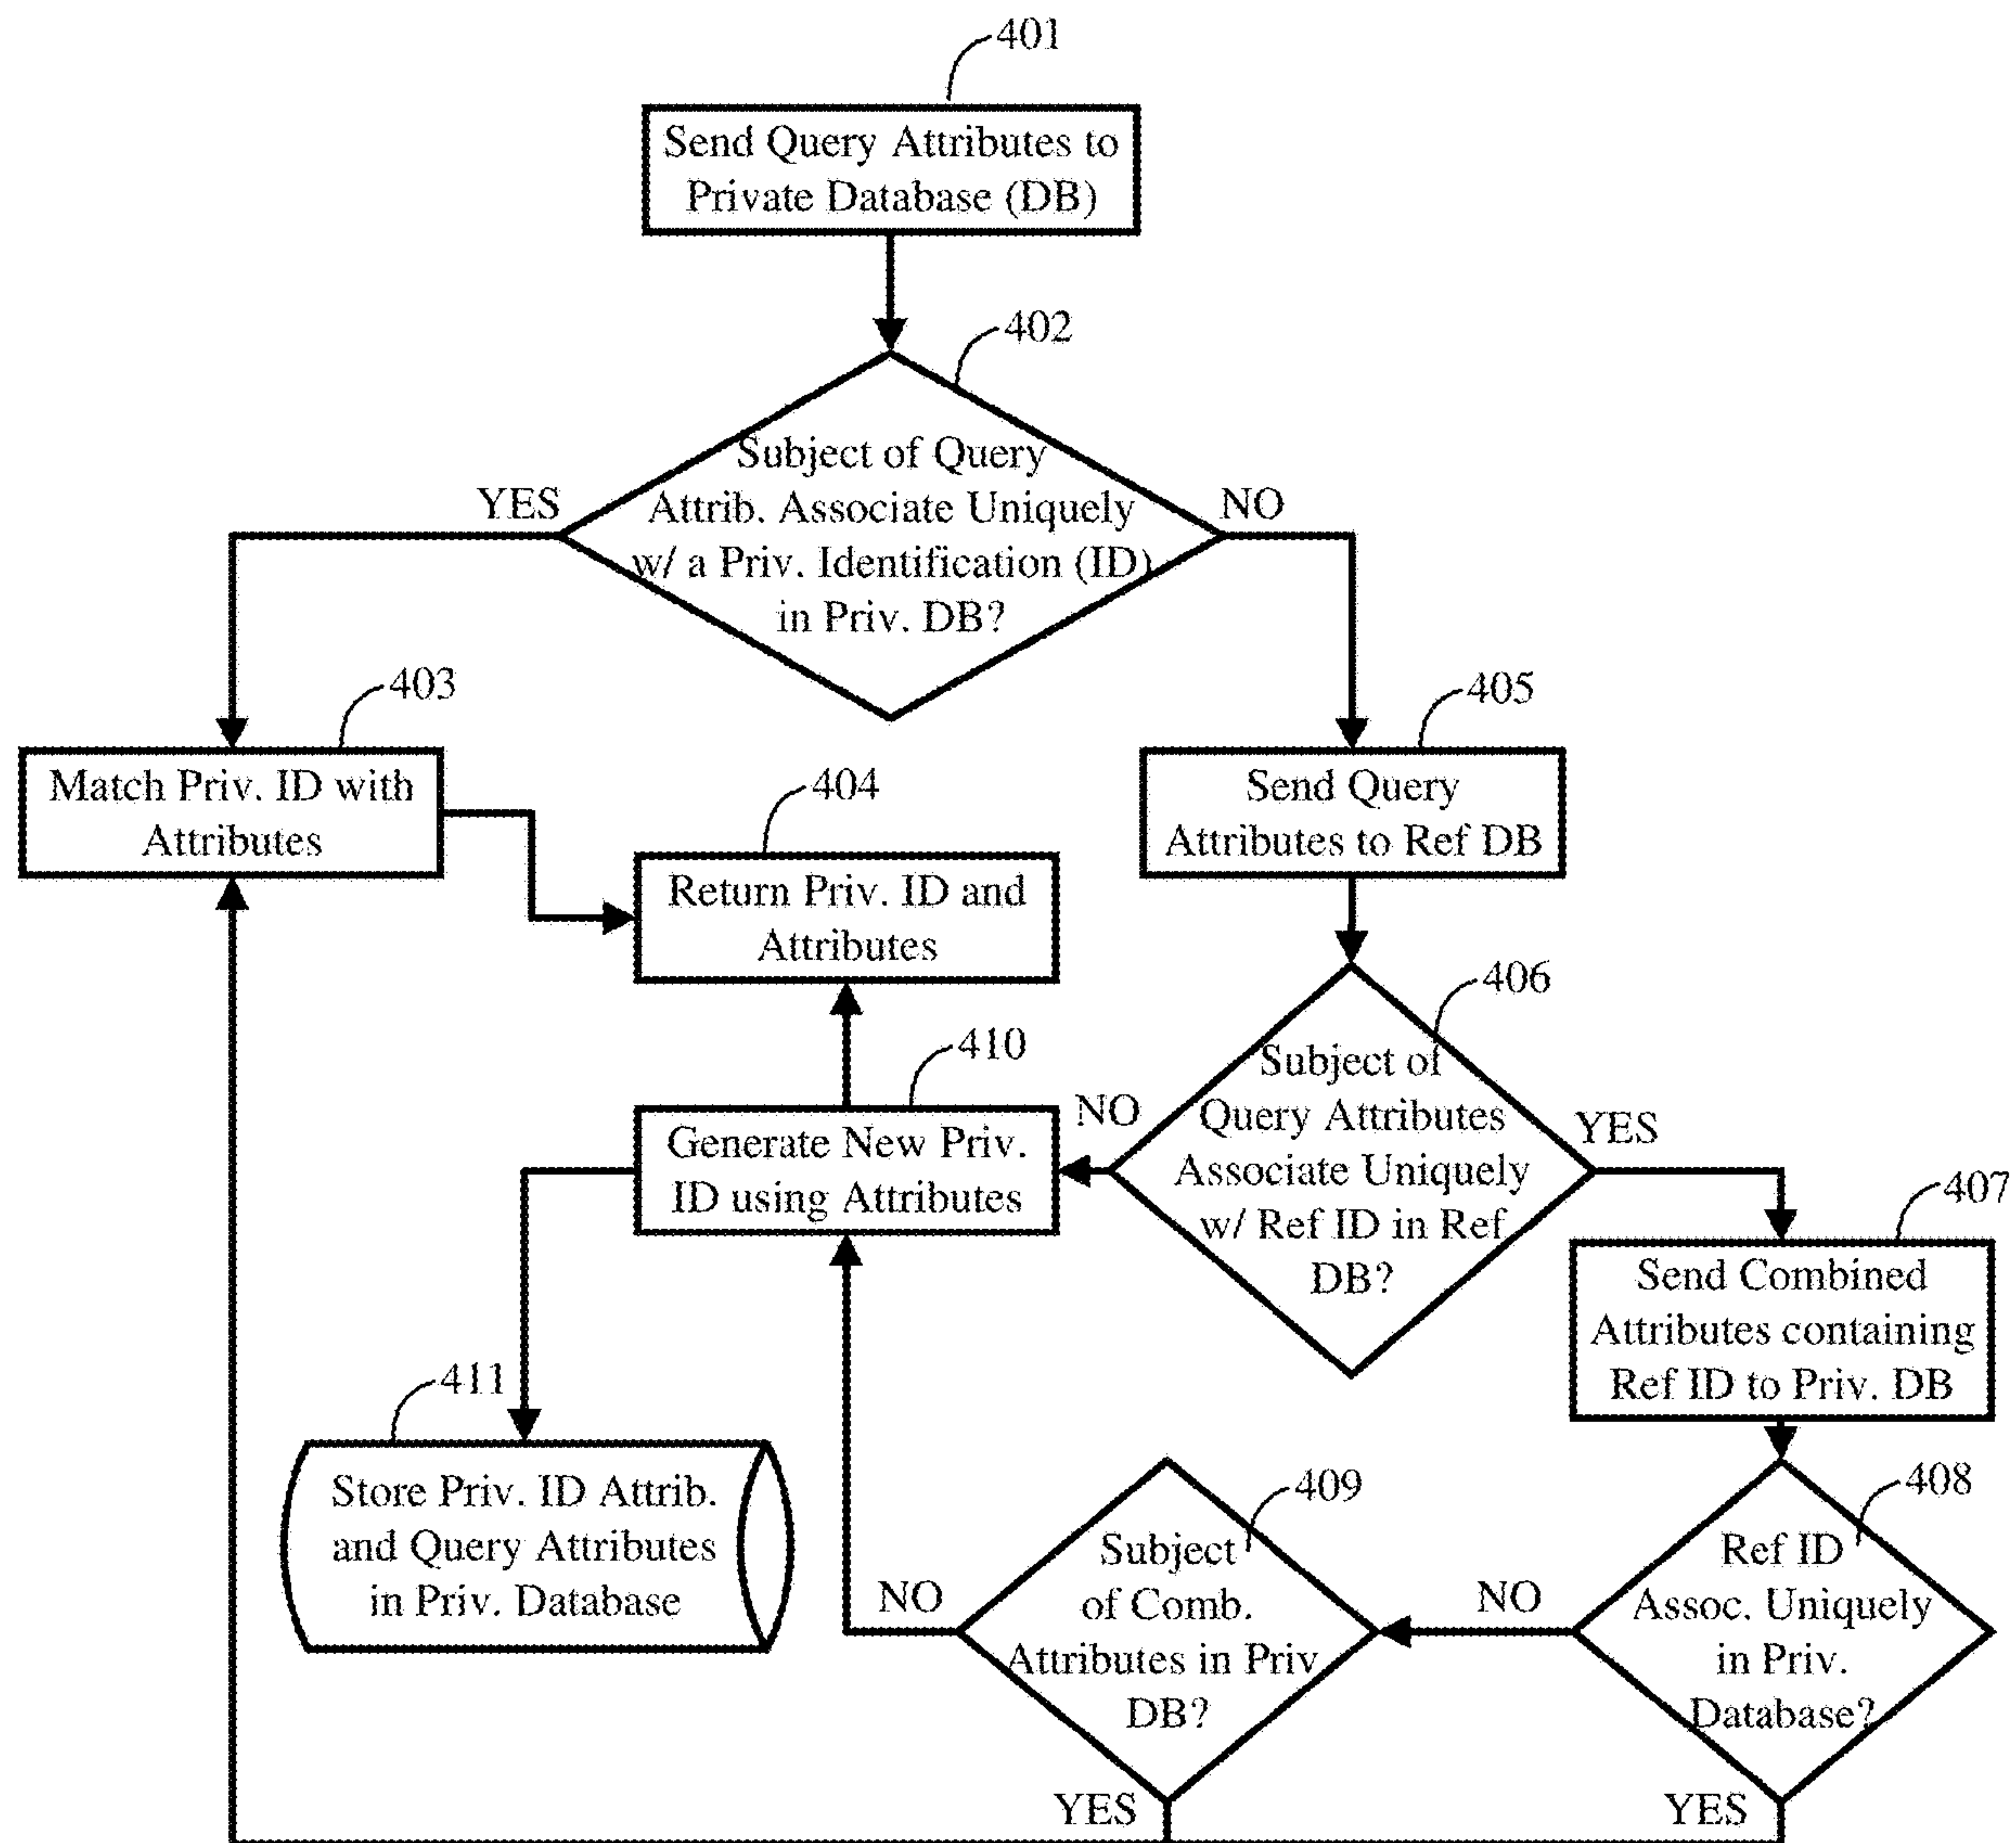 401
Send Query Attributes to
Private Database (DB)
402
Subject of Query
Attrib. Associate Uniquely
w/ a Priv. Identification (ID)
in Priv. DB?
YES
NO
403
Match Priv. ID with
Attributes
404
Return Priv. ID and
Attributes
405
Send Query
Attributes to Ref DB
406
Subject of
Query Attributes
Associate Uniquely
w/ Ref ID in Ref
DB?
NO
YES
410
Generate New Priv.
ID using Attributes
407
Send Combined
Attributes containing
Ref ID to Priv. DB
411
Store Priv. ID Attrib.
and Query Attributes
in Priv. Database
409
Subject
of Comb.
Attributes in Priv
DB?
NO
YES
408
Ref ID
Assoc. Uniquely
in Priv.
Database?
NO
YES